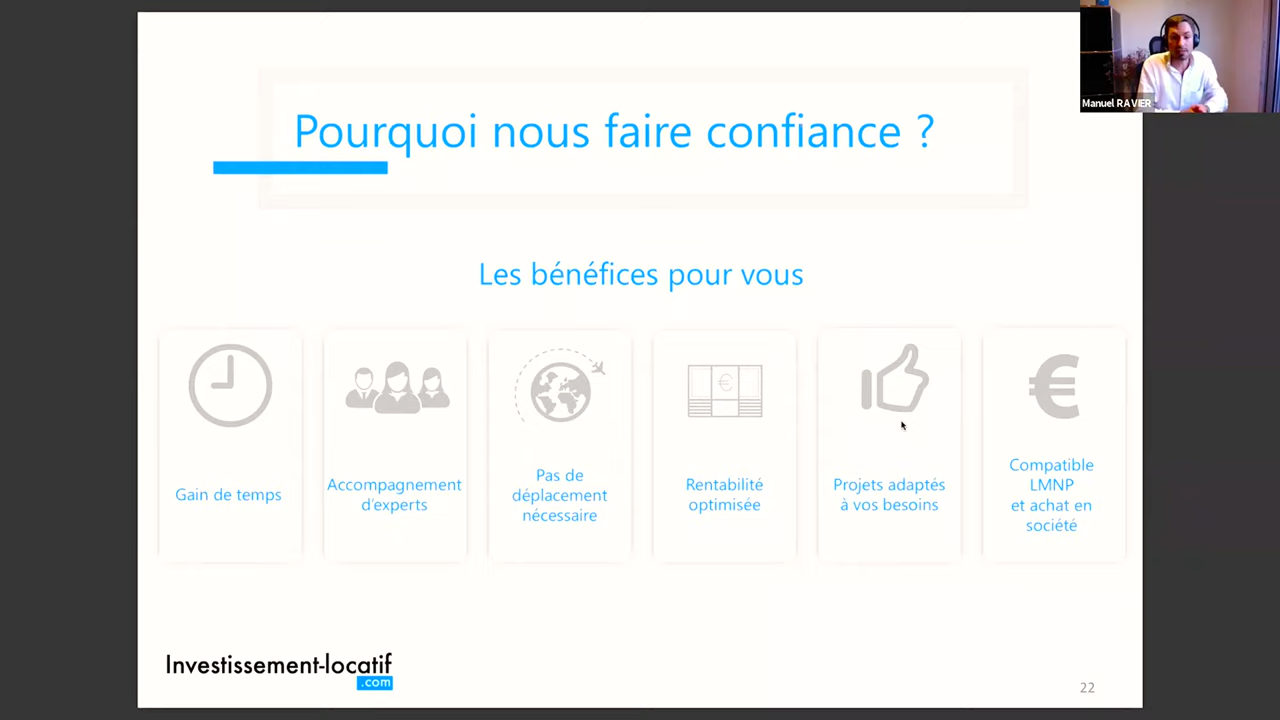 Manuel RAVIER
Pourquoi nous faire confiance ?
Les bénéfices pour vous
Gain de temps
Accompagnement
d'experts
Pas de
déplacement
nécessaire
€
Rentabilité
optimisée
Projets adaptés
à vos besoins
€
Compatible
LMNP
et achat en
société
Investissement-locatif
.com
22